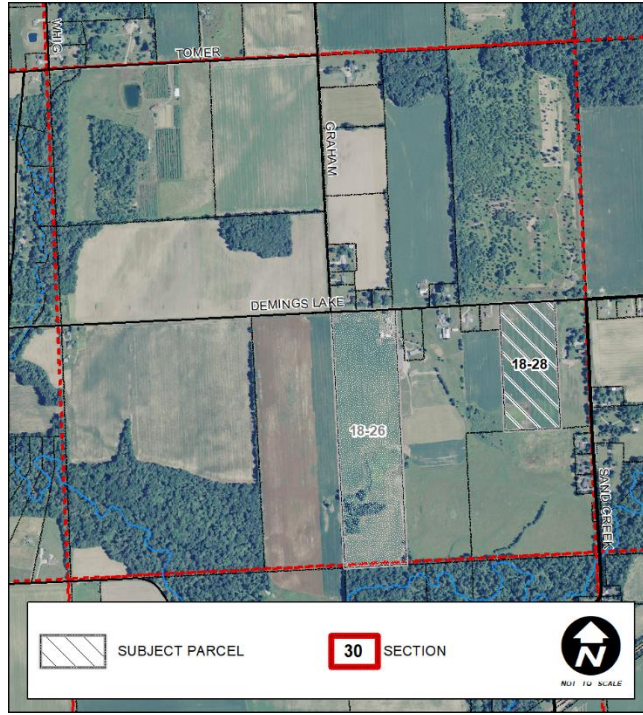 WHIG
TOMER
GRAHAM
DEMINGS LAKE
18-28
18-26
SAND CREEK
SUBJECT PARCEL
30 SECTION
N
NOT TO SCALE